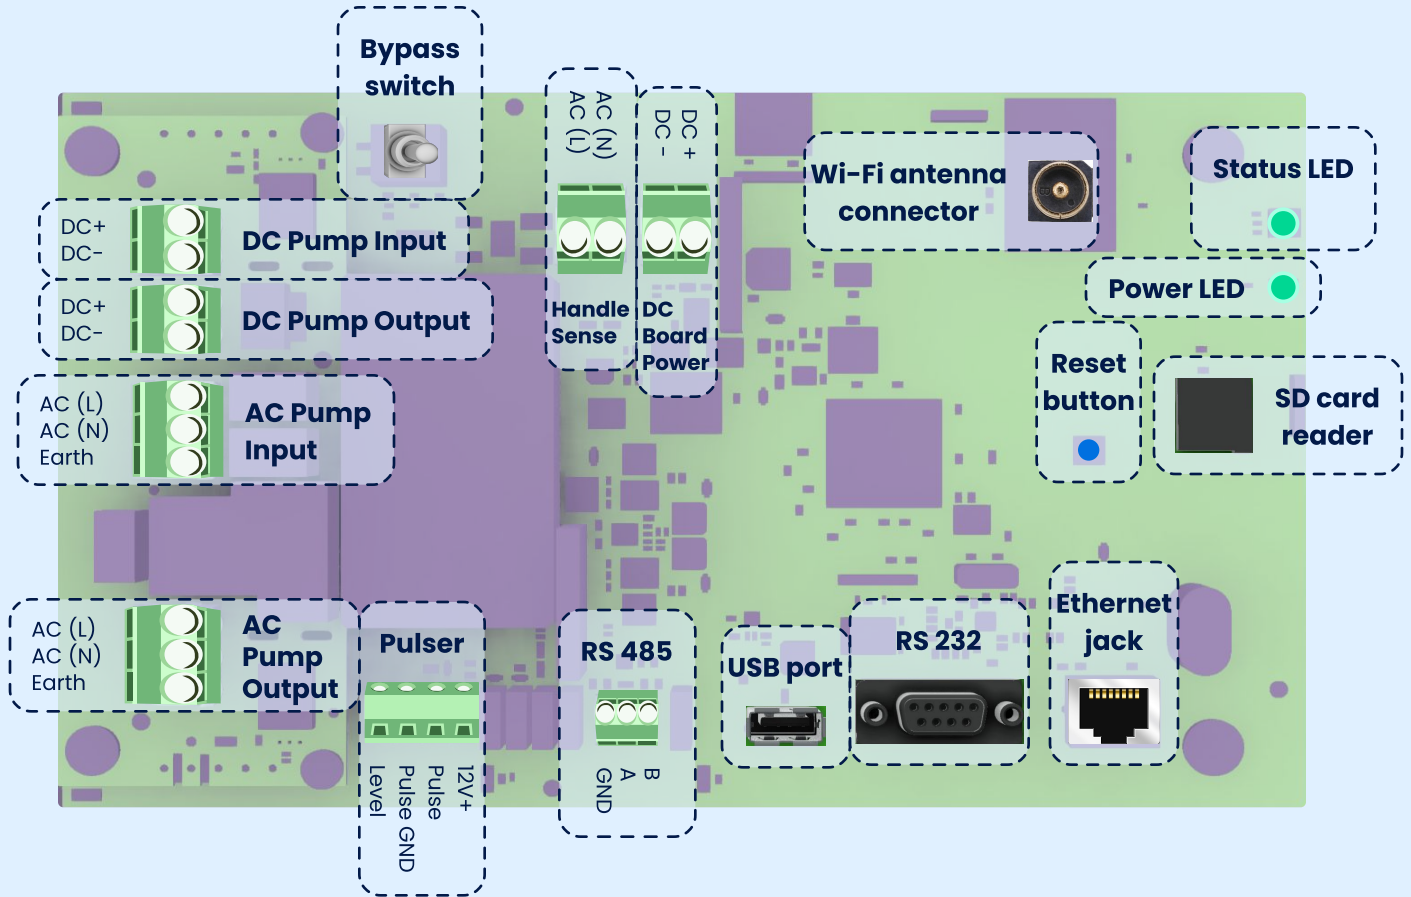 Bypass
switch
AC (L)
AC (N)
DC -
DC +
Wi-Fi antenna
connector
Status LED
DC+
DC-
DC Pump Input
Power LED
DC+
DC-
DC Pump Output
Handle
Sense
DC
Board
Power
Reset
button
SD card
reader
AC (L)
AC (N)
Earth
AC Pump
Input
AC (L)
AC (N)
Earth
AC
Pump
Output
Pulser
RS 485
USB port
RS 232
Ethernet
jack
Level
Pulse GND
Pulse
12V+
GND
A
B